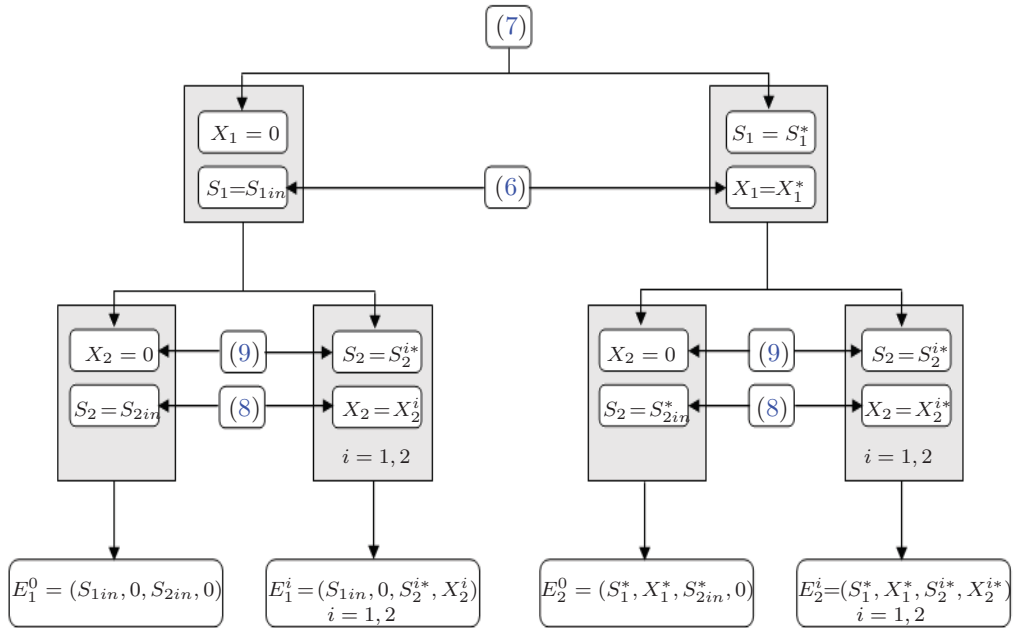 (7)
X_1 = 0
S_1 = S_1^*
S_1=S_{1in}
(6)
X_1=X_1^*
X_2 = 0
(9)
S_2=S_2^{i*}
X_2 = 0
(9)
S_2=S_2^{i*}
S_2=S_{2in}
(8)
X_2=X_2^i
S_2=S_{2in}^*
(8)
X_2=X_2^{i*}
i = 1, 2
i = 1, 2
E_1^0 = (S_{1in}, 0, S_{2in}, 0)
E_1^i=(S_{1in}, 0, S_2^{i*}, X_2^i)
i = 1, 2
E_2^0 = (S_1^*, X_1^*, S_{2in}^*, 0)
E_2^i=(S_1^*, X_1^*, S_2^{i*}, X_2^{i*})
i = 1, 2